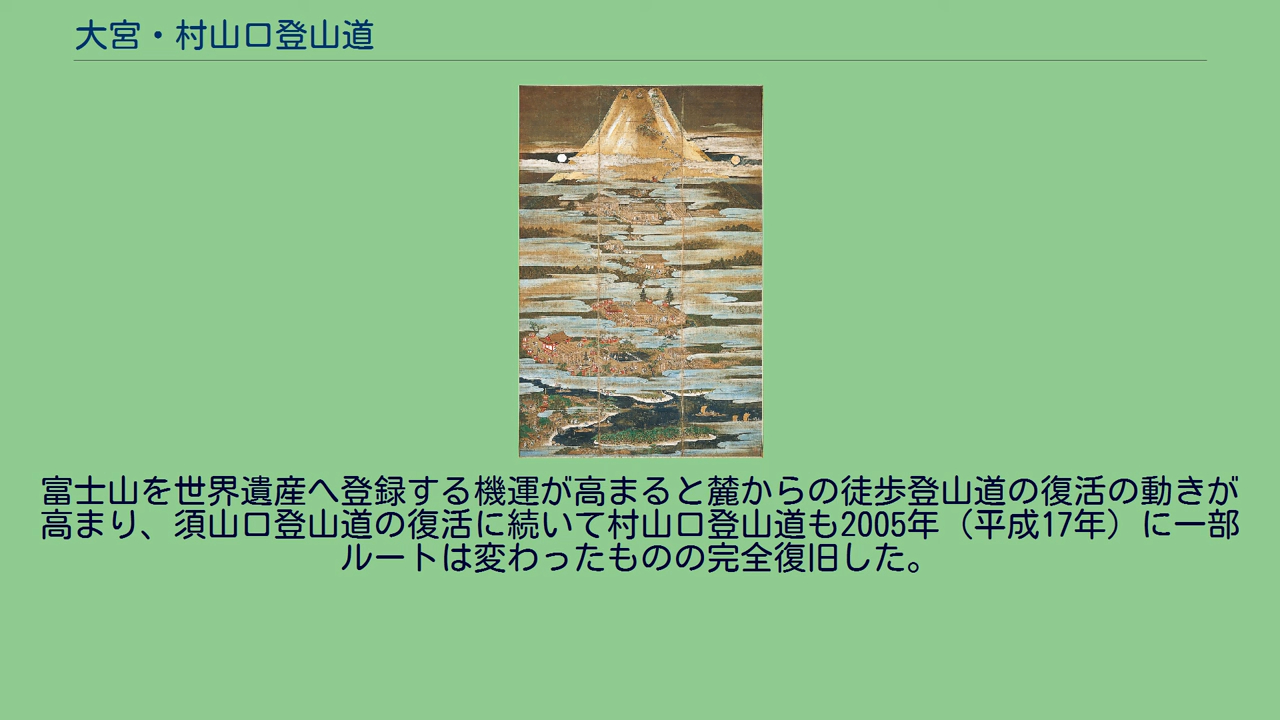 大宮・村山口登山道
富士山を世界遺産へ登録する機運が高まると麓からの徒歩登山道の復活の動きが
高まり、須山口登山道の復活に続いて村山口登山道も2005年（平成17年）に一部
ルートは変わったものの完全復旧した。